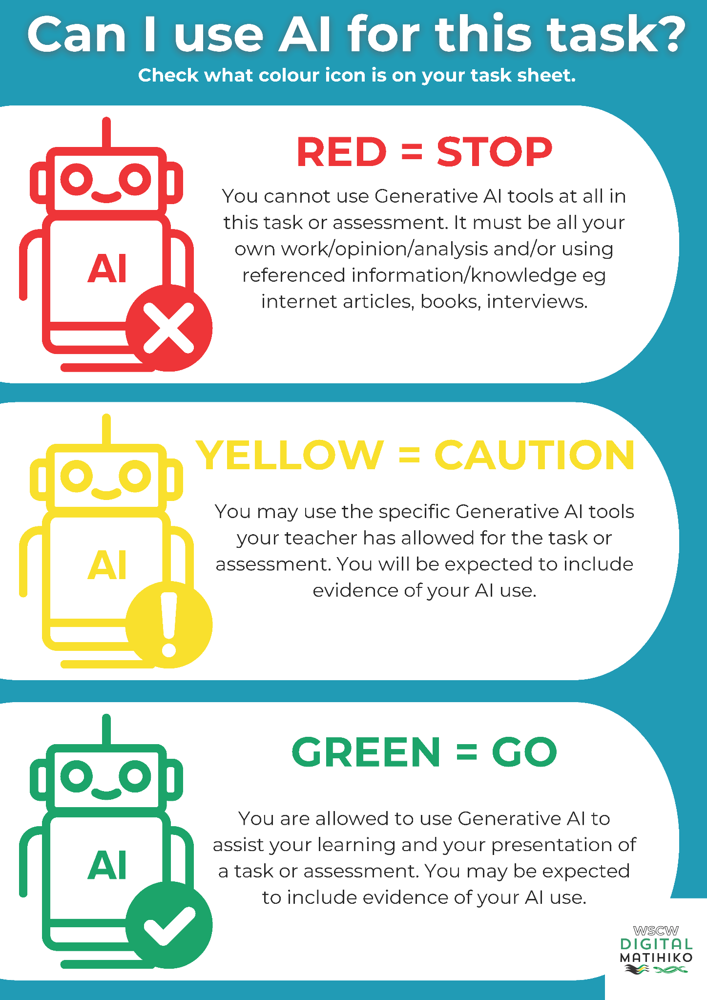 Can I use AI for this task?
Check what colour icon is on your task sheet.
RED = STOP
You cannot use Generative AI tools at all in
this task or assessment. It must be all your
own work/opinion/analysis and/or using
referenced information/knowledge eg
internet articles, books, interviews.
AI
YELLOW = CAUTION
You may use the specific Generative AI tools
your teacher has allowed for the task or
assessment. You will be expected to include
evidence of your AI use.
AI
GREEN = GO
You are allowed to use Generative AI to
assist your learning and your presentation of
a task or assessment. You may be expected
to include evidence of your AI use.
AI
WSCW
DIGITAL
MATIHIKO